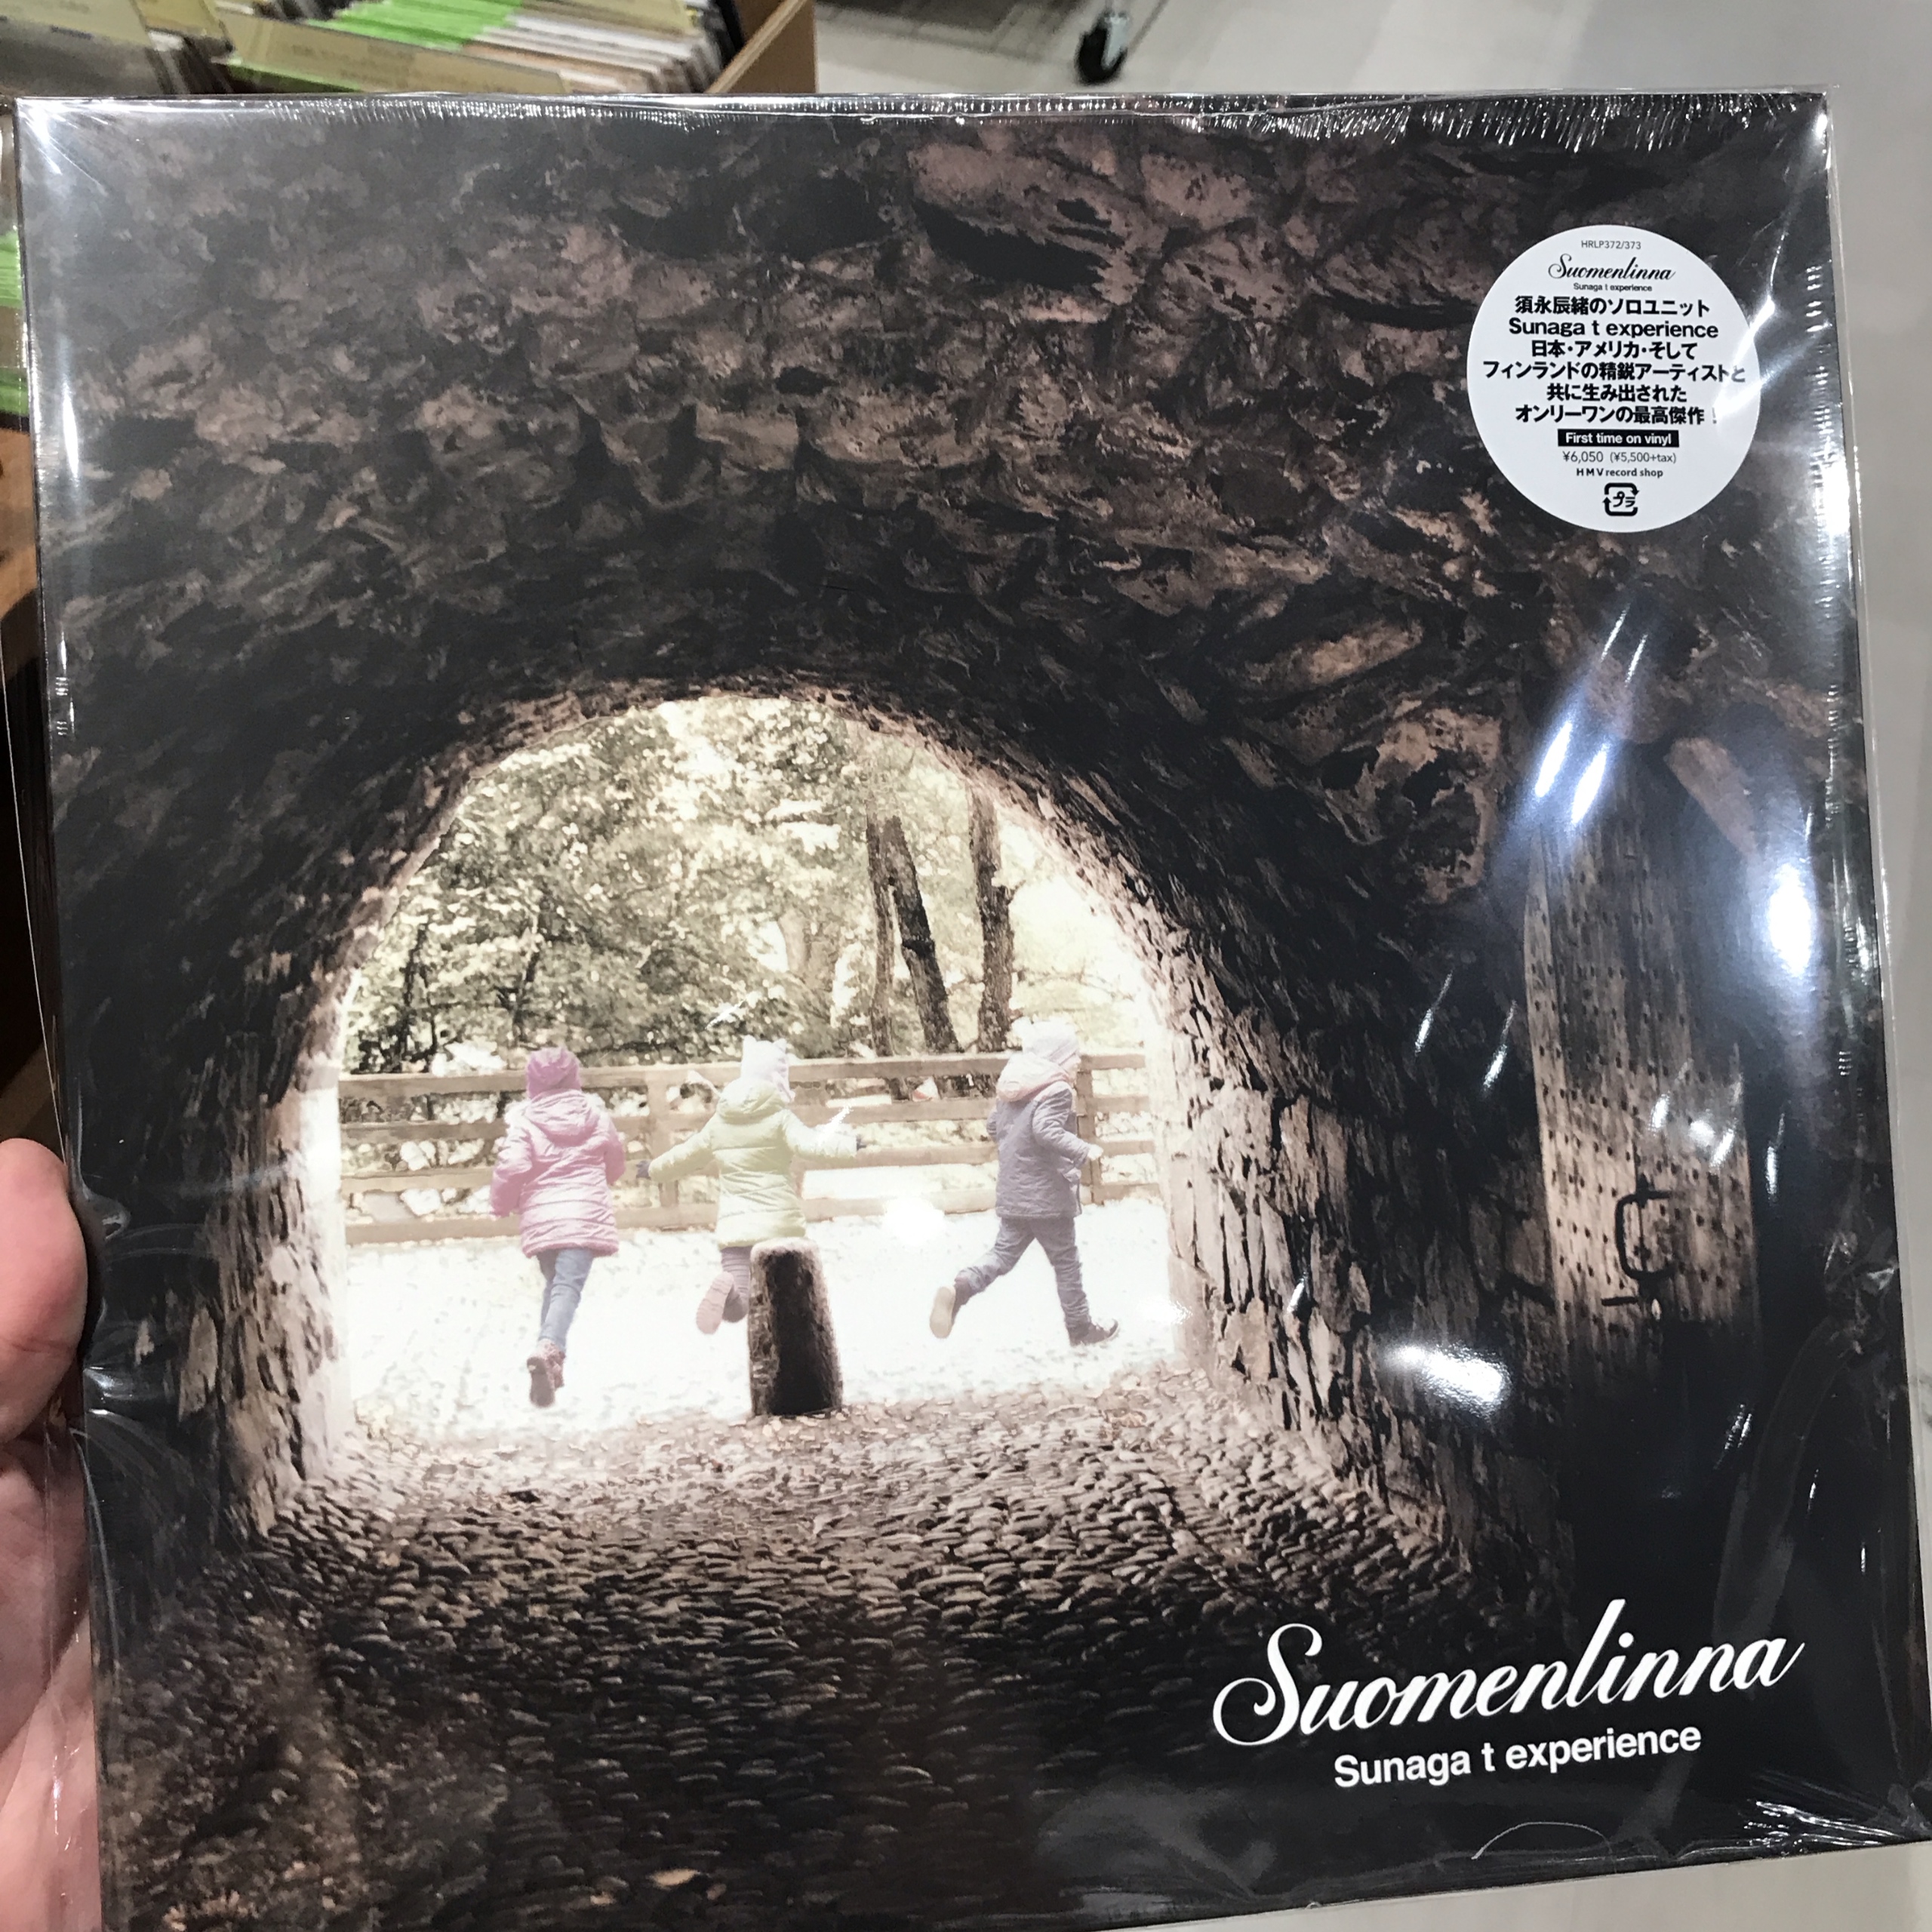 HRLP372/373
Suomenlinna
Sunaga t experience
須永辰緒のソロユニット
Sunaga t experience
日本・アメリカ・そして
フィンランドの精鋭アーティストと
共に生み出された
オンリーワンの最高傑作!
First time on vinyl
¥6,050 (¥5,500+tax)
HMV record shop
プラ
Suomenlinna
Sunaga t experience